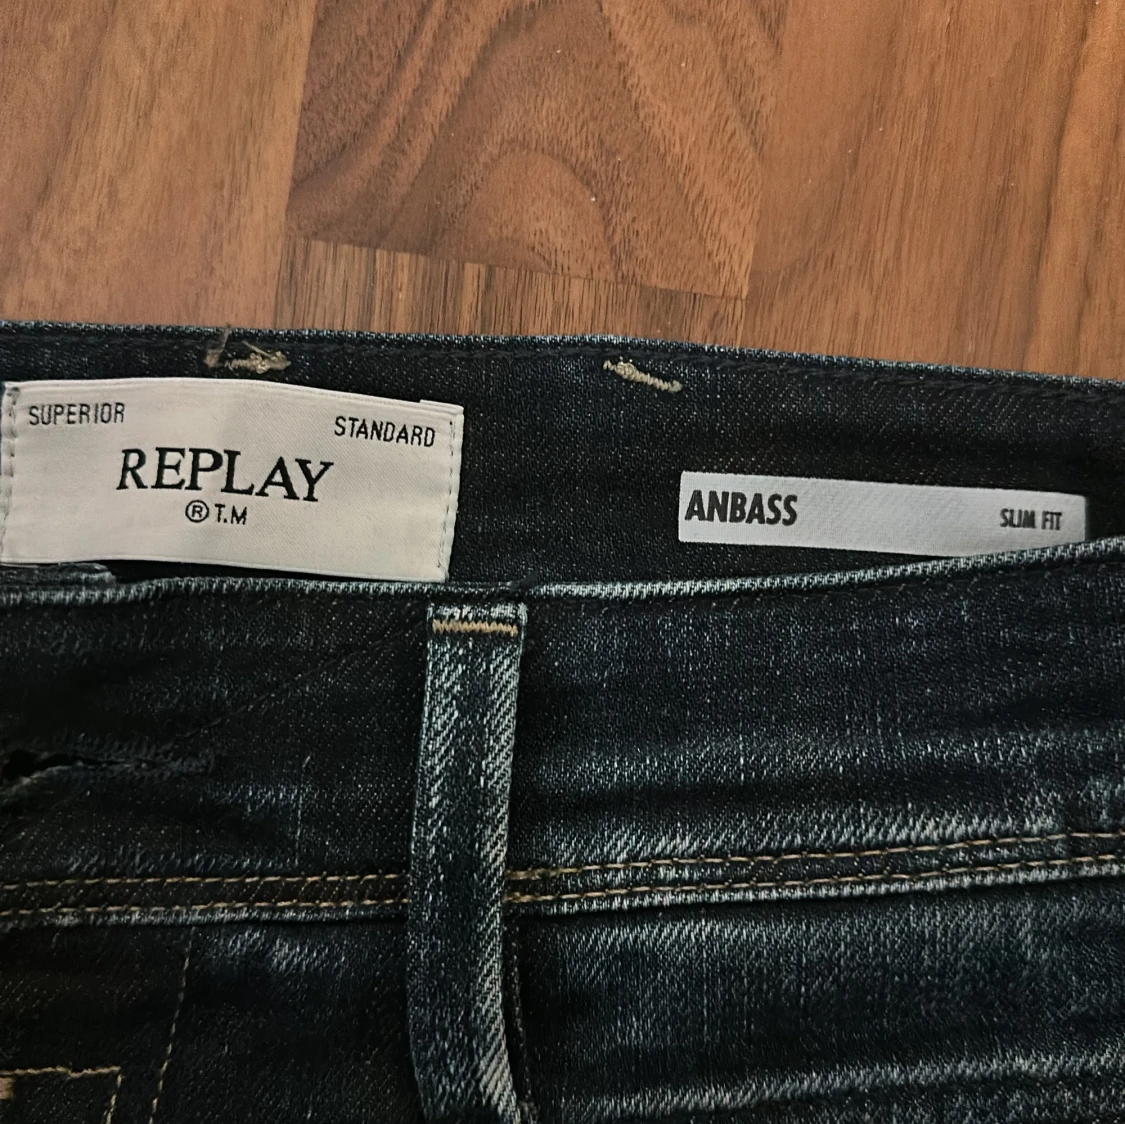 SUPERIOR STANDARD
REPLAY
® T.M
ANBASS SLIM FIT